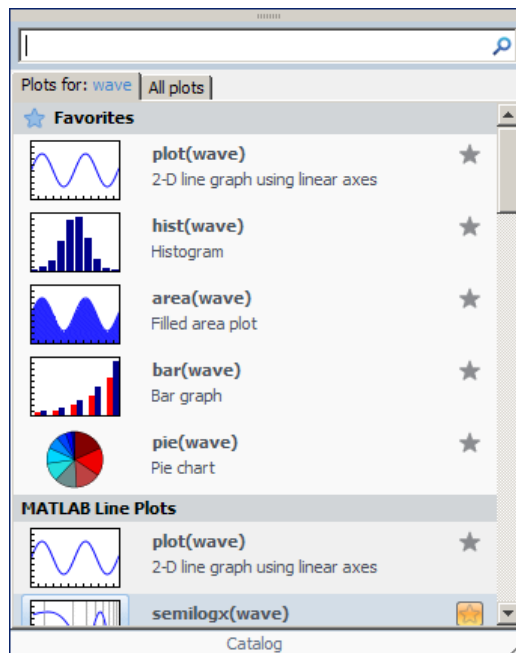 Plots for: wave
All plots
Favorites
plot(wave)
2-D line graph using linear axes
hist(wave)
Histogram
area(wave)
Filled area plot
bar(wave)
Bar graph
pie(wave)
Pie chart
MATLAB Line Plots
plot(wave)
2-D line graph using linear axes
semilogx(wave)
Catalog